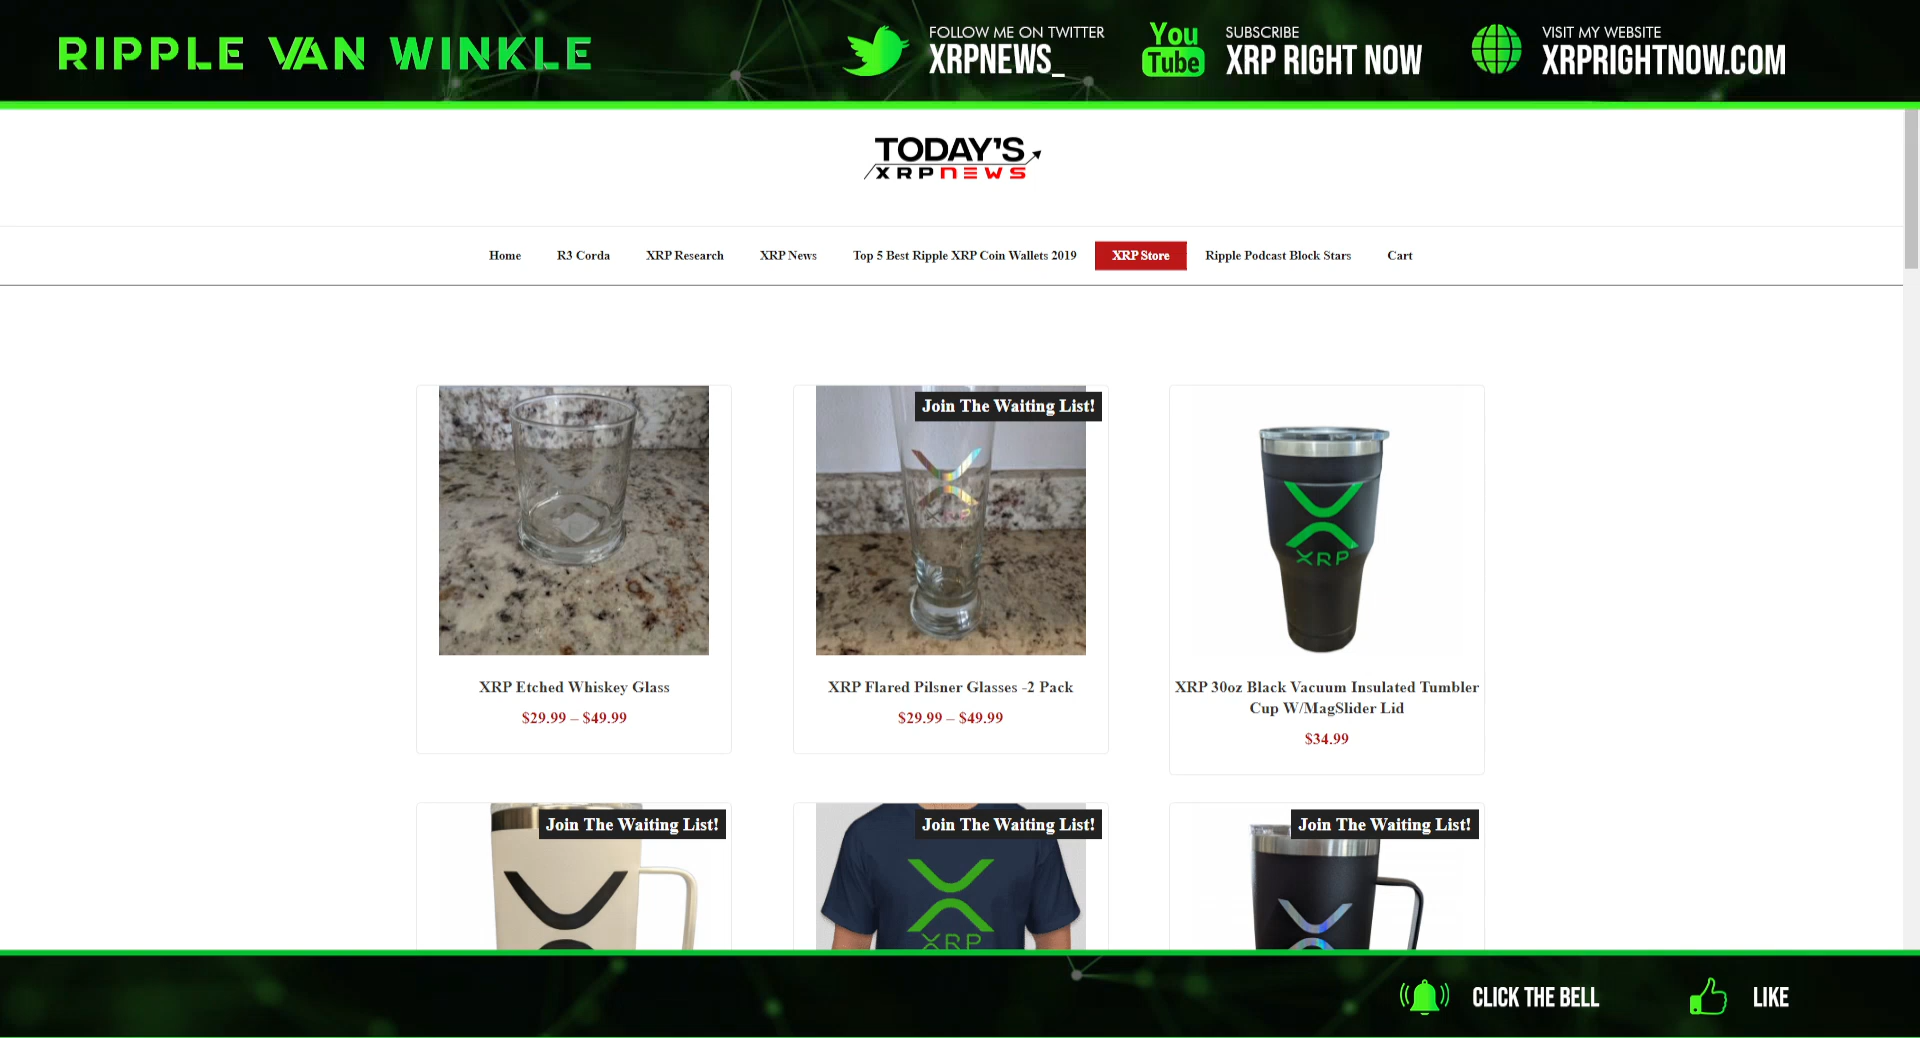 RIPPLE VAN WINKLE
FOLLOW ME ON TWITTER
XRPNEWS_
You
Tube
SUBSCRIBE
XRP RIGHT NOW
VISIT MY WEBSITE
XRPRIGHTNOW.COM
TODAY'S
XRPNEWS
Home
R3 Corda
XRP Research
XRP News
Top 5 Best Ripple XRP Coin Wallets 2019
XRP Store
Ripple Podcast Block Stars
Cart
Join The Waiting List!
XRP
XRP
XRP Etched Whiskey Glass
$29.99 – $49.99
XRP Flared Pilsner Glasses -2 Pack
$29.99 – $49.99
XRP 30oz Black Vacuum Insulated Tumbler
Cup W/MagSlider Lid
$34.99
Join The Waiting List!
Join The Waiting List!
Join The Waiting List!
XRP
CLICK THE BELL
LIKE